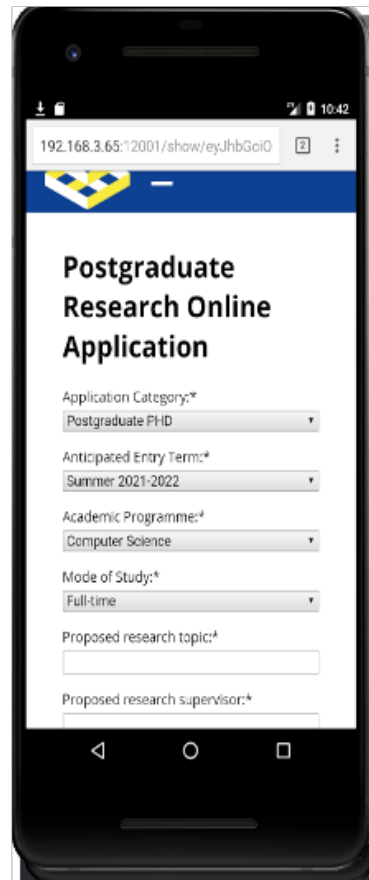 10:42
192.168.3.65:12001/show/eyJhbGciO
2
Postgraduate
Research Online
Application
Application Category:*
Postgraduate PHD
Anticipated Entry Term:*
Summer 2021-2022
Academic Programme:*
Computer Science
Mode of Study:*
Full-time
Proposed research topic:*
Proposed research supervisor:*